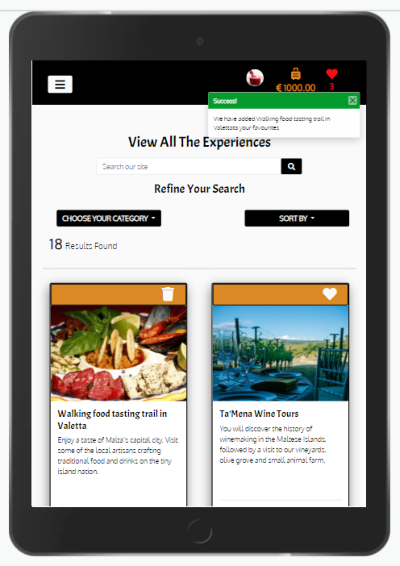 € 1000.00
3
Success!
We have added Walking food tasting trail in
Valettato your favourites
View All The Experiences
Search our site
Refine Your Search
CHOOSE YOUR CATEGORY
SORT BY
18 Results Found
Walking food tasting trail in
Valetta
Enjoy a taste of Malta's capital city. Visit
some of the local artisans crafting
traditional food and drinks on the tiny
island nation.
Ta'Mena Wine Tours
You will discover the history of
winemaking in the Maltese Islands,
followed by a visit to our vineyards,
olive grove and small animal farm.